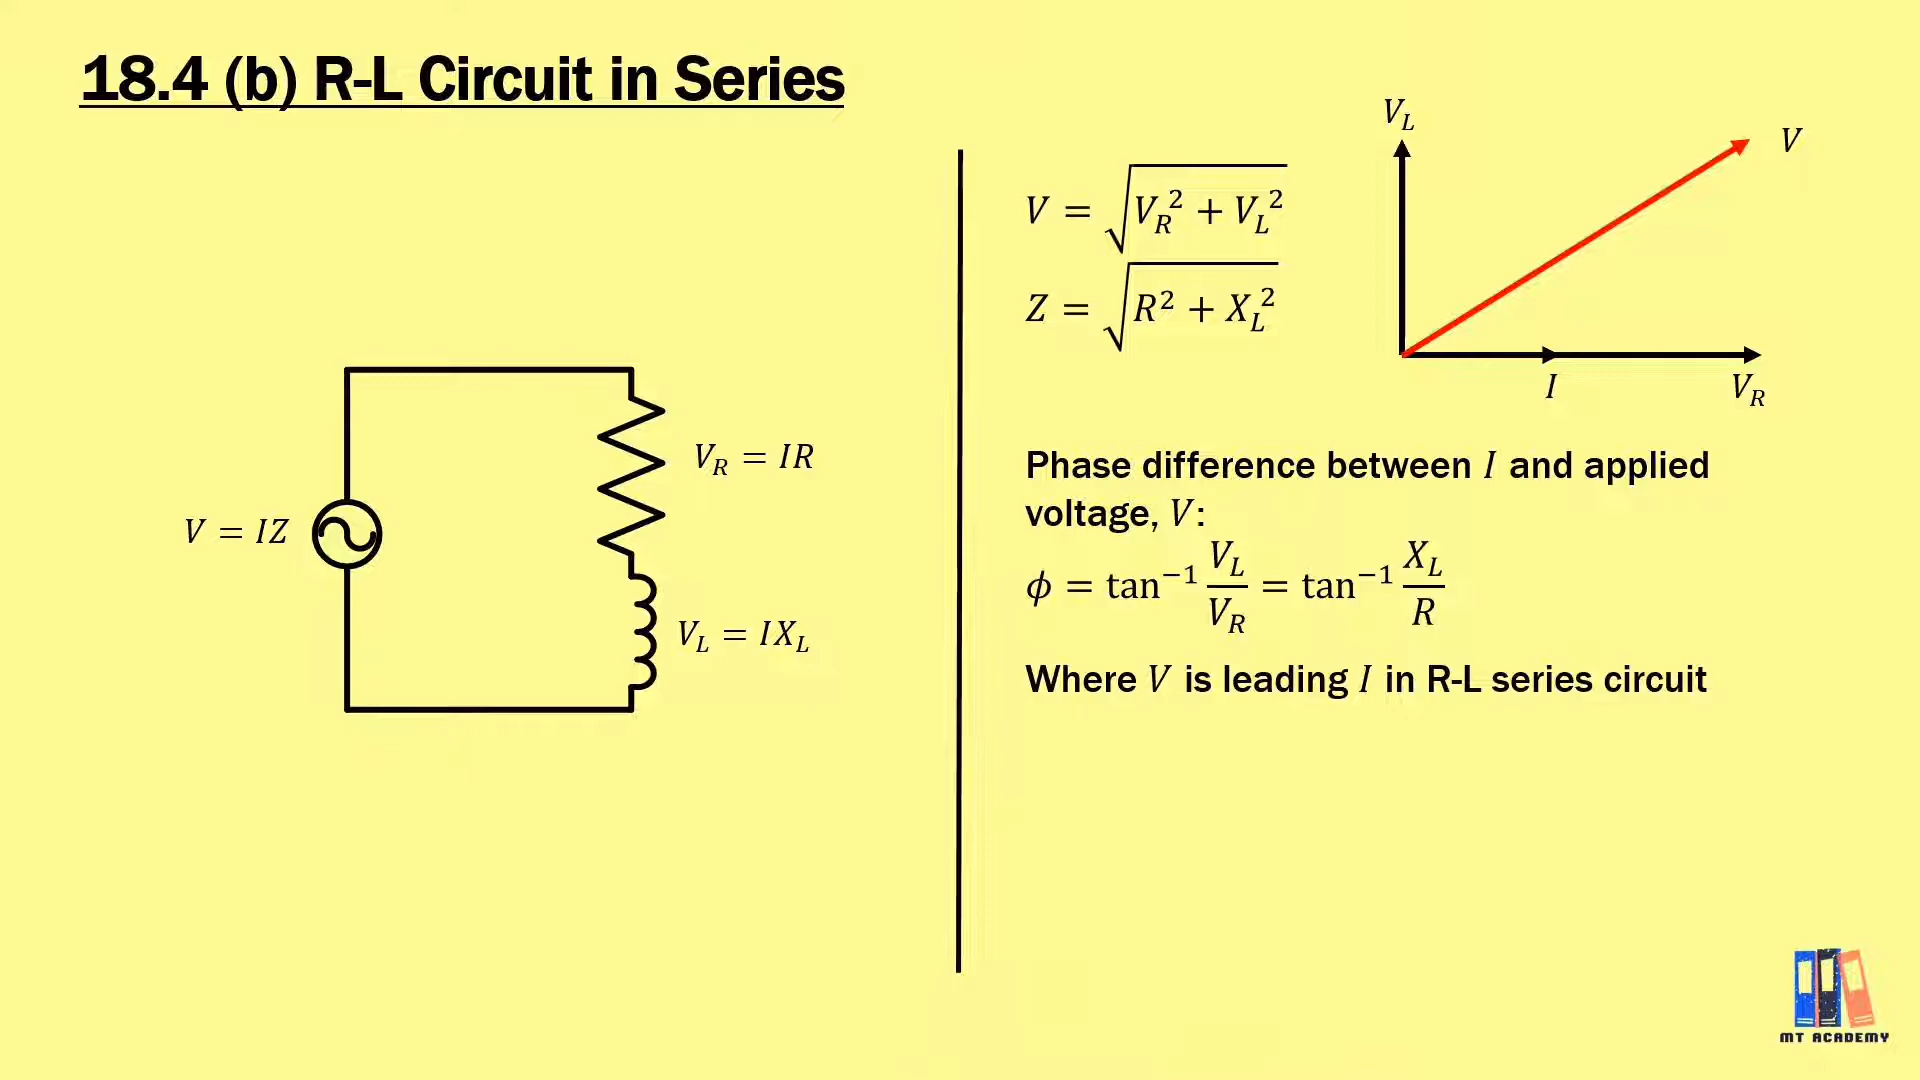 18.4 (b) R-L Circuit in Series
V = IZ
V_R = IR
V_L = IX_L
V = √(V_R² + V_L²)
Z = √(R² + X_L²)
V_L
V
I
V_R
Phase difference between I and applied
voltage, V:
ϕ = tan⁻¹ V_L/V_R = tan⁻¹ X_L/R
Where V is leading I in R-L series circuit
MT ACADEMY